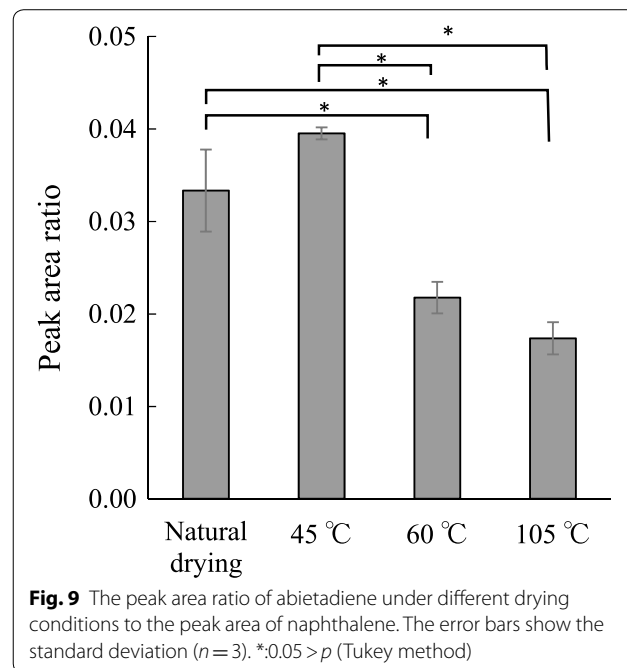 0.05
*
*
*
0.04
*
0.03
0.02
0.01
0.00
Peak area ratio
Natural drying
45 ℃
60 ℃
105 ℃
Fig. 9 The peak area ratio of abietadiene under different drying
conditions to the peak area of naphthalene. The error bars show the
standard deviation (n = 3). *:0.05 > p (Tukey method)